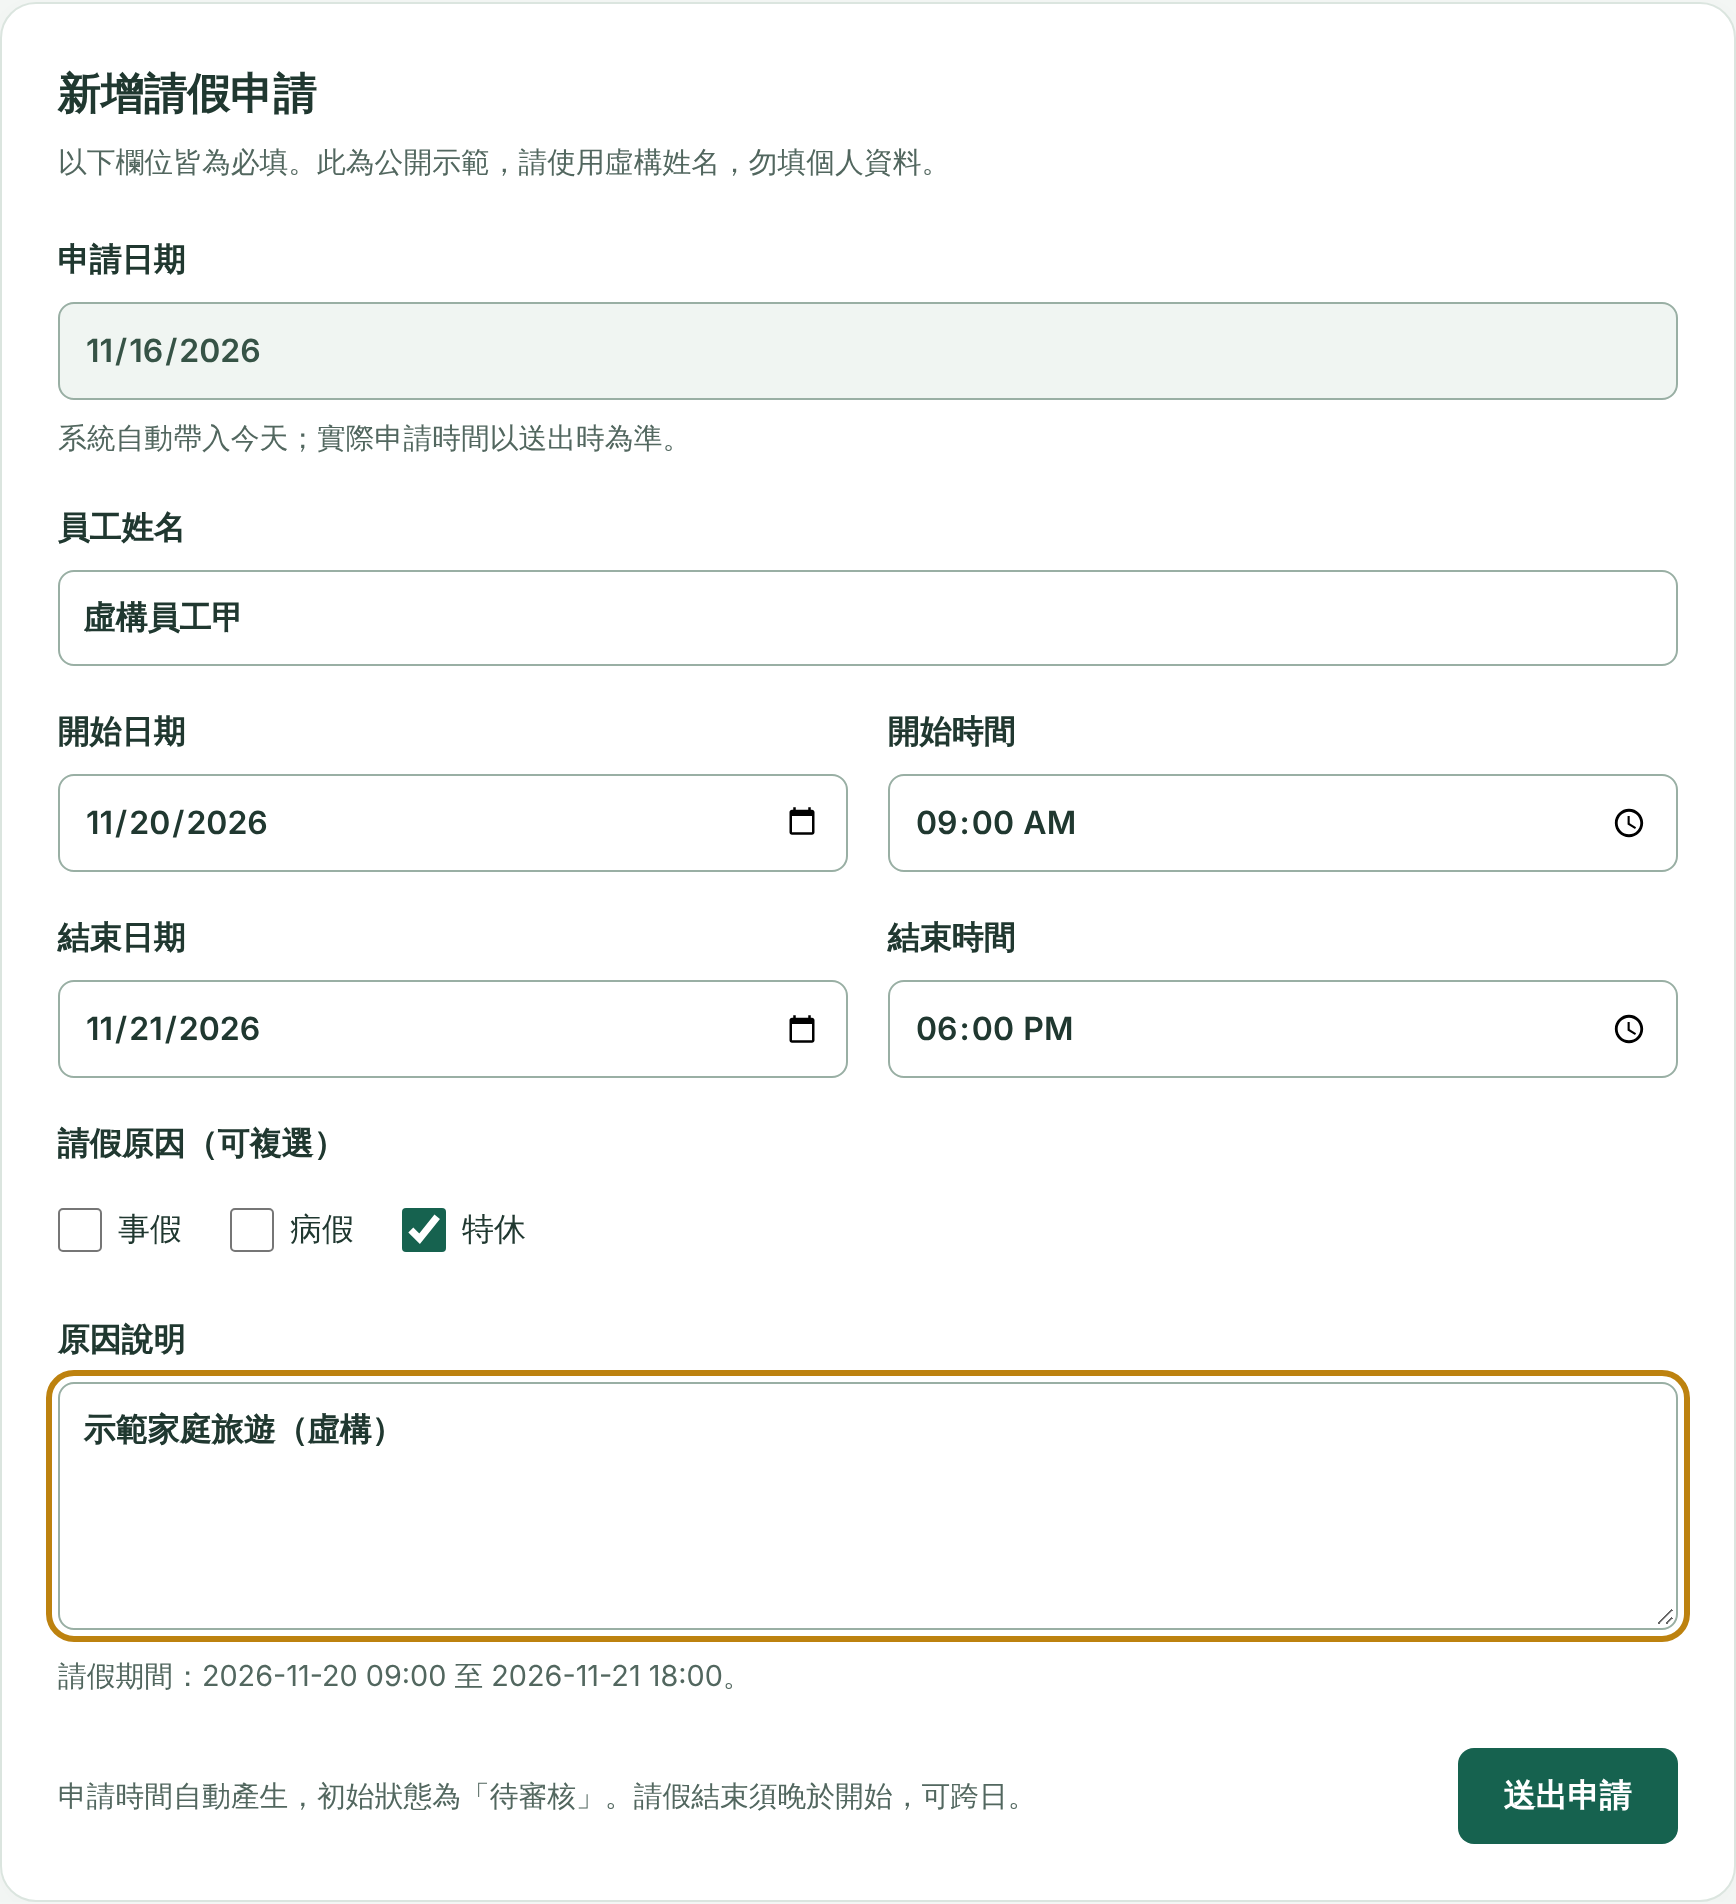 新增請假申請
以下欄位皆為必填。此為公開示範，請使用虛構姓名，勿填個人資料。
申請日期
11/16/2026
系統自動帶入今天；實際申請時間以送出時為準。
員工姓名
虛構員工甲
開始日期
開始時間
11/20/2026
09:00 AM
結束日期
結束時間
11/21/2026
06:00 PM
請假原因（可複選）
事假 病假 特休
原因說明
示範家庭旅遊（虛構）
請假期間：2026-11-20 09:00 至 2026-11-21 18:00。
申請時間自動產生，初始狀態為「待審核」。請假結束須晚於開始，可跨日。
送出申請